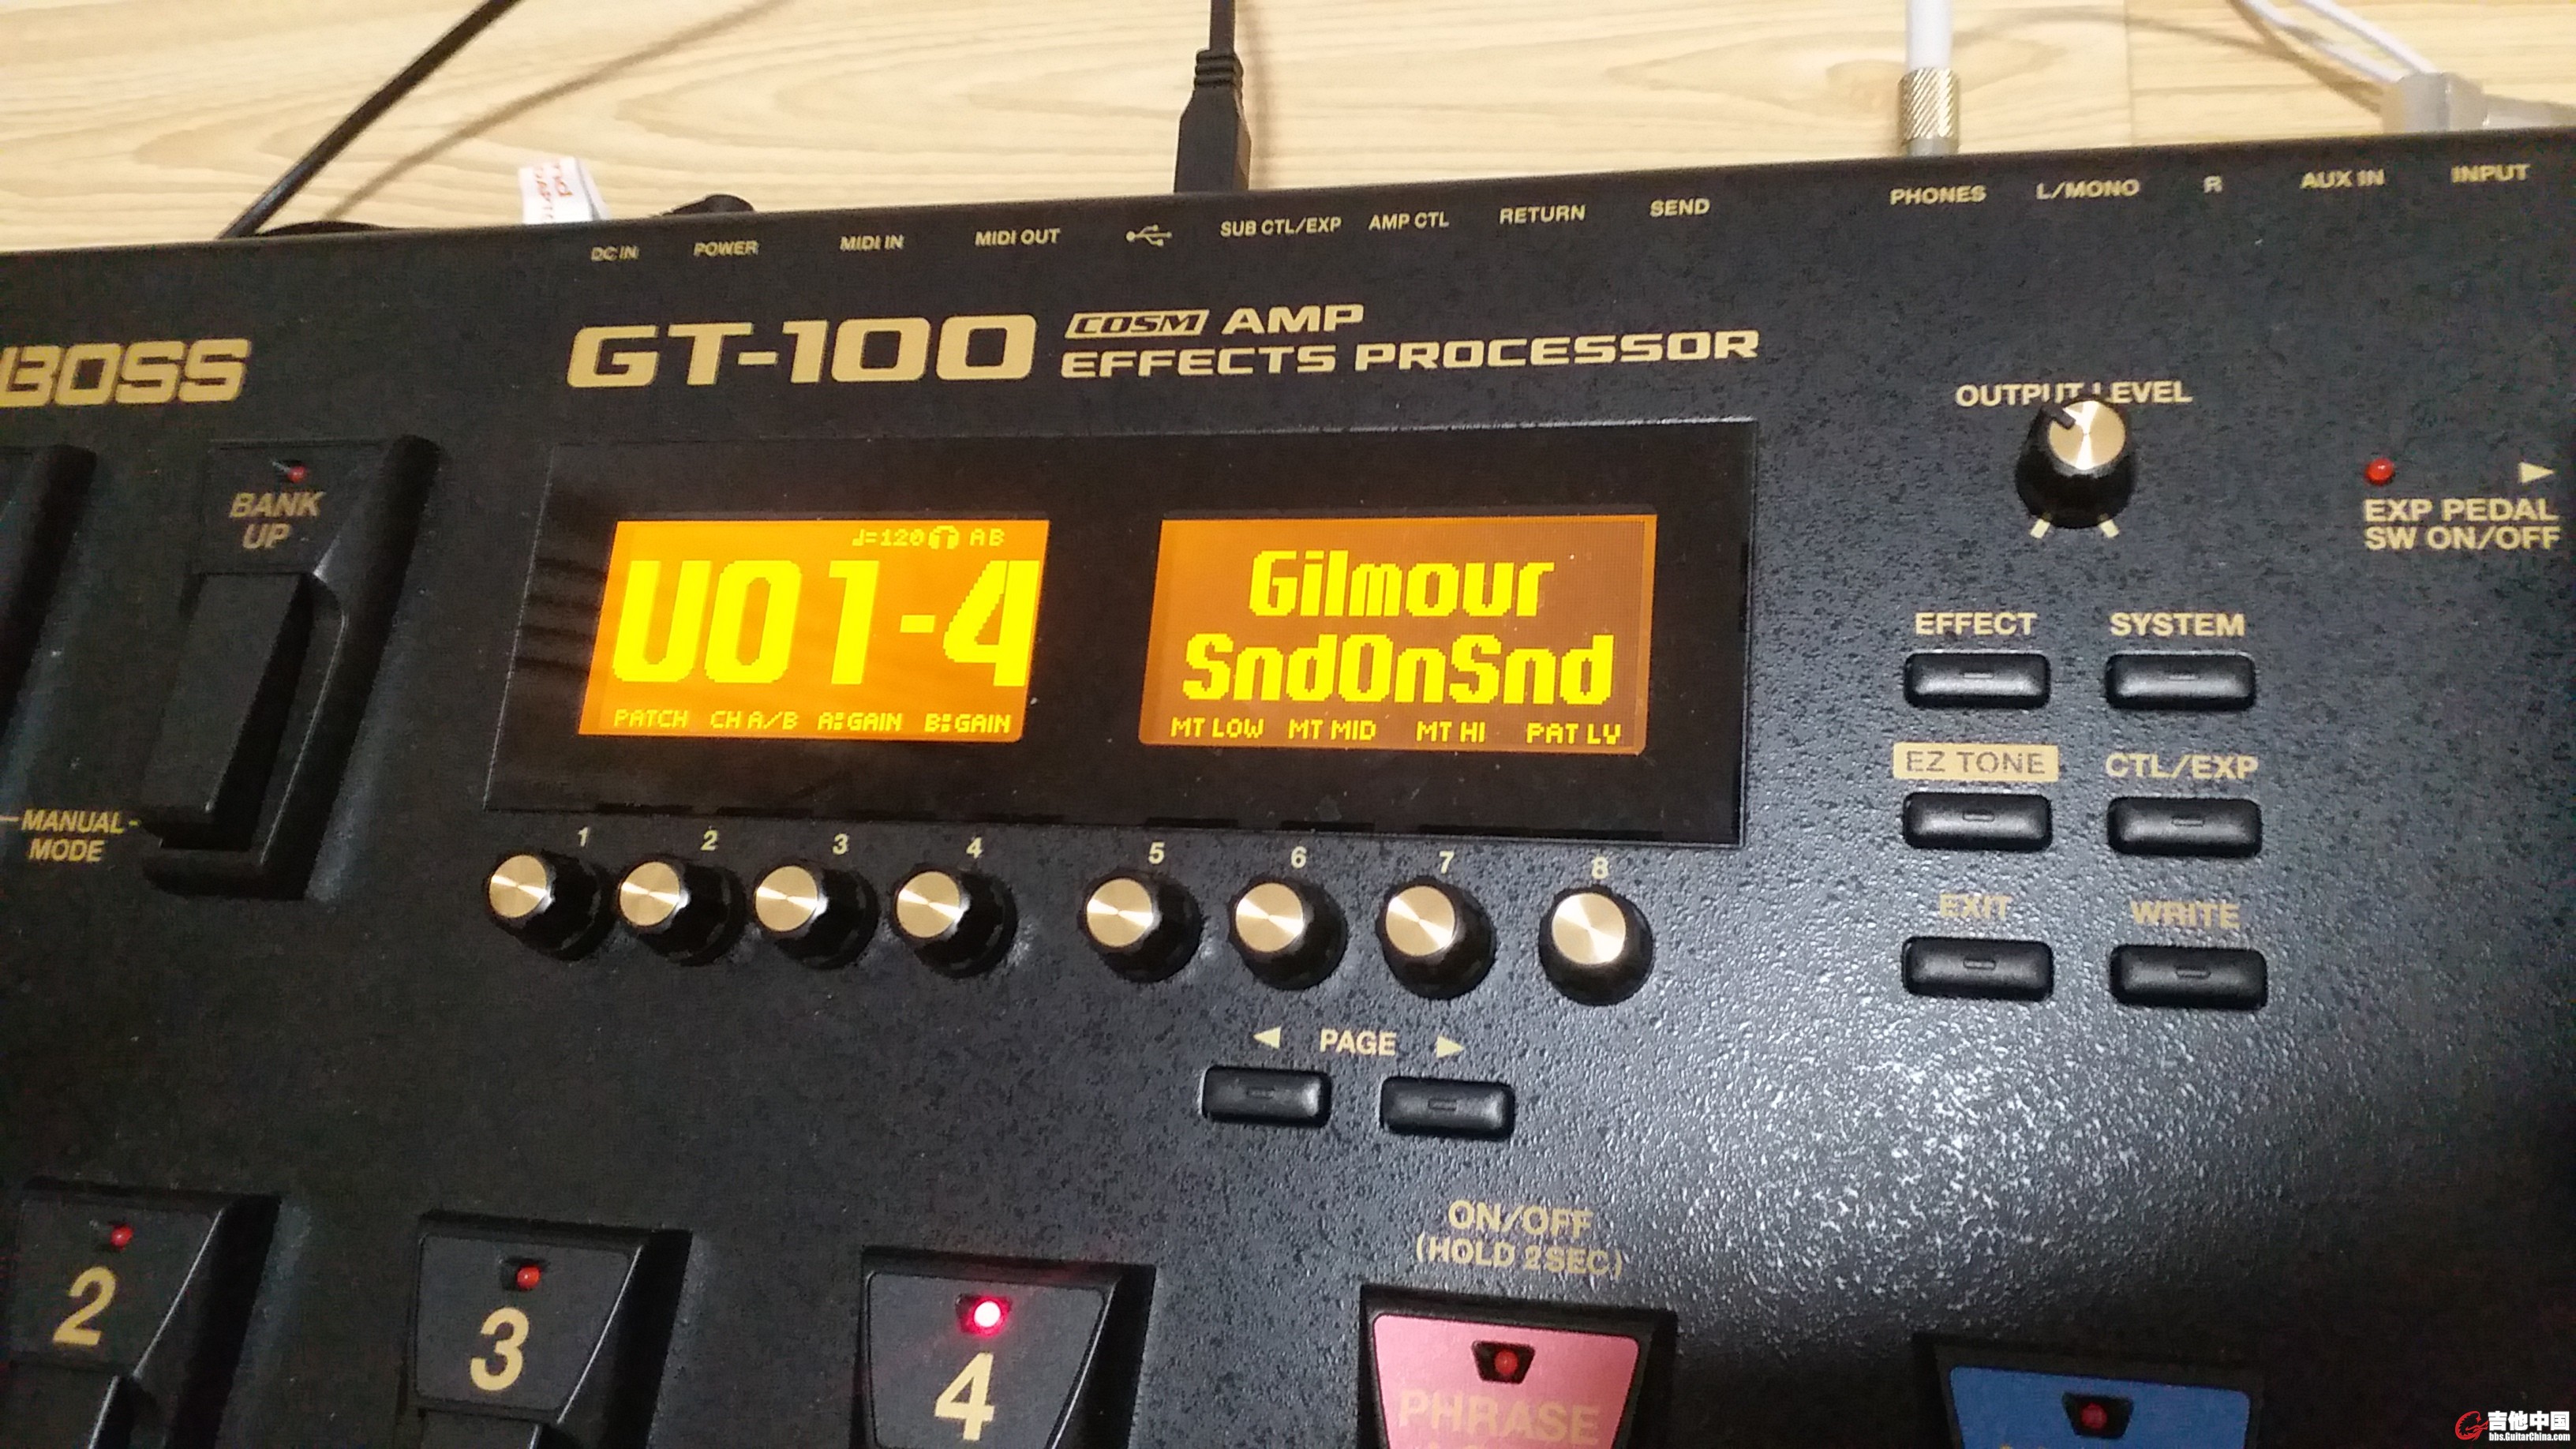 DC IN POWER MIDI IN MIDI OUT SUB CTL/EXP AMP CTL RETURN SEND PHONES L/MONO R AUX IN INPUT
BOSS
GT-100 COSM AMP
EFFECTS PROCESSOR
OUTPUT LEVEL
BANK
UP
EXP PEDAL
SW ON/OFF
♩=120 AB
U01-4
PATCH CH A/B A:GAIN B:GAIN
Gilmour
SndOnSnd
MT LOW MT MID MT HI PAT LV
EFFECT SYSTEM
EZ TONE CTL/EXP
EXIT WRITE
MANUAL
MODE
1 2 3 4 5 6 7 8
PAGE
ON/OFF
(HOLD 2SEC)
2
3
4
PHRASE
吉他中国
bbs.GuitarChina.com